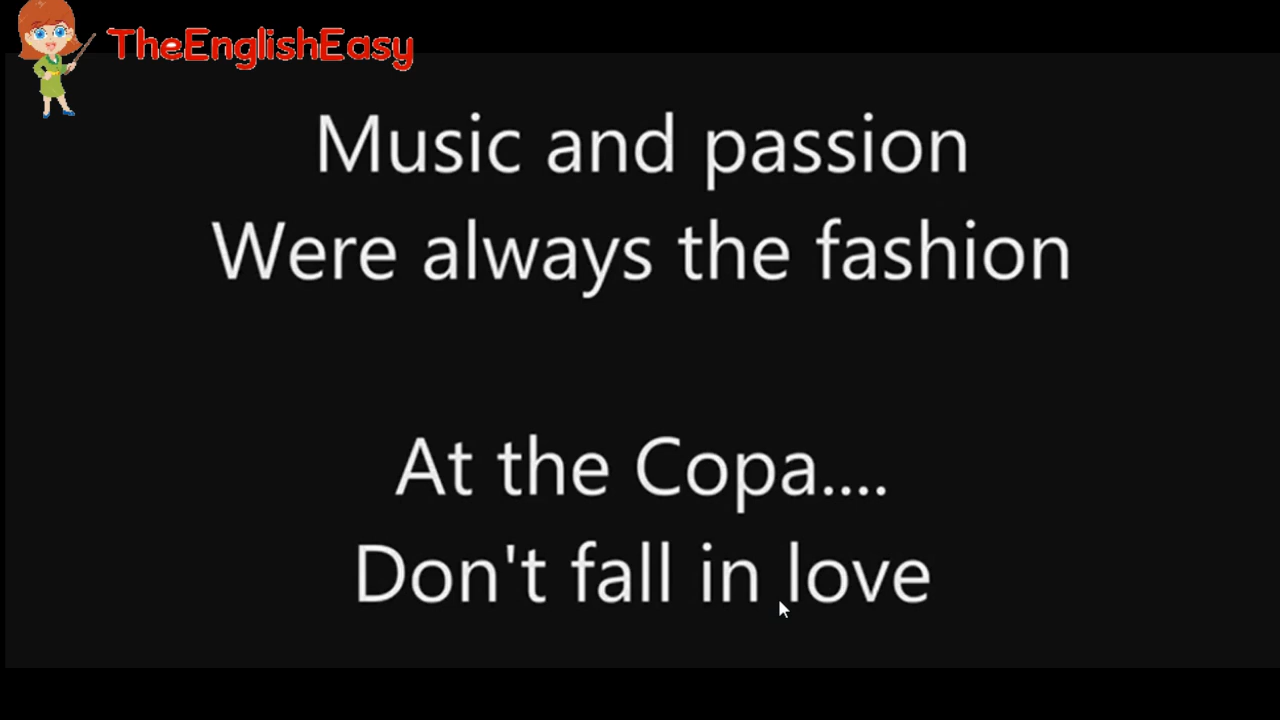 TheEnglishEasy
Music and passion
Were always the fashion
At the Copa....
Don't fall in love